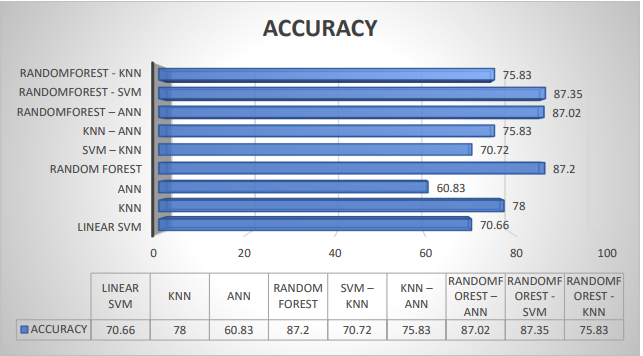 ACCURACY
RANDOMFOREST - KNN
75.83
RANDOMFOREST - SVM
87.35
RANDOMFOREST – ANN
87.02
KNN – ANN
75.83
SVM – KNN
70.72
RANDOM FOREST
87.2
ANN
60.83
KNN
78
LINEAR SVM
70.66
0 20 40 60 80 100
LINEAR SVM
KNN
ANN
RANDOM FOREST
SVM – KNN
KNN – ANN
RANDOMF OREST – ANN
RANDOMF OREST - SVM
RANDOMF OREST - KNN
ACCURACY 70.66 78 60.83 87.2 70.72 75.83 87.02 87.35 75.83